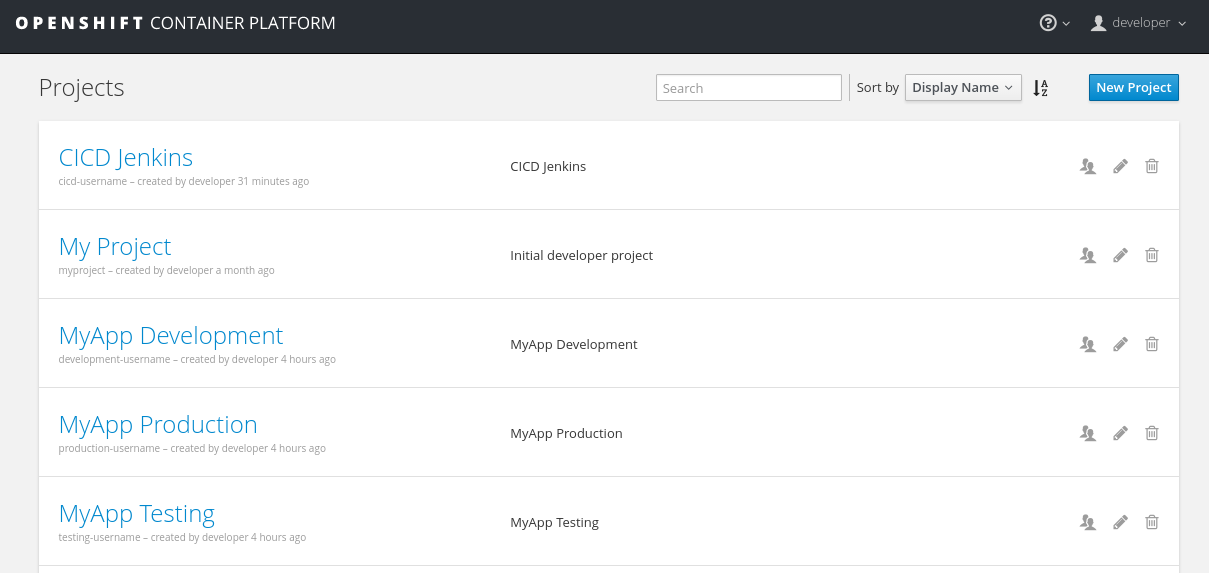 OPENSHIFT CONTAINER PLATFORM
developer
Projects
Search
Sort by
Display Name
A
Z
New Project
CICD Jenkins
cicd-username – created by developer 31 minutes ago
CICD Jenkins
My Project
myproject – created by developer a month ago
Initial developer project
MyApp Development
development-username – created by developer 4 hours ago
MyApp Development
MyApp Production
production-username – created by developer 4 hours ago
MyApp Production
MyApp Testing
testing-username – created by developer 4 hours ago
MyApp Testing